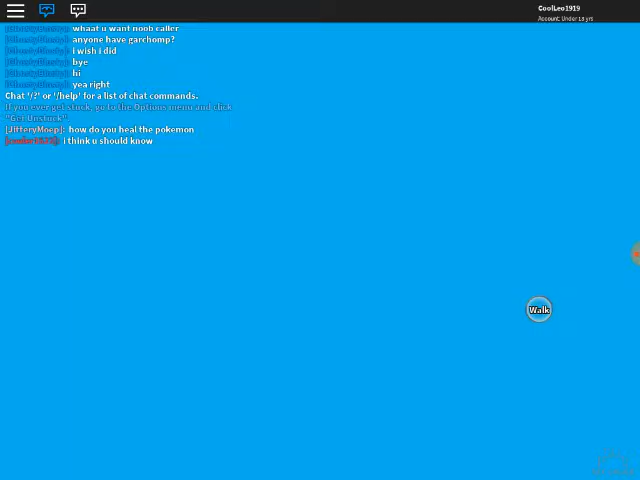 CoolLeo1919
Account: Under 13 yrs
whaat u want noob caller
anyone have garchomp?
i wish i did
bye
hi
yea right
Chat '/?' or '/help' for a list of chat commands.
If you ever get stuck, go to the Options menu and click
"Get Unstuck"
[JifferyMoep]: how do you heal the pokemon
i think u should know
Walk